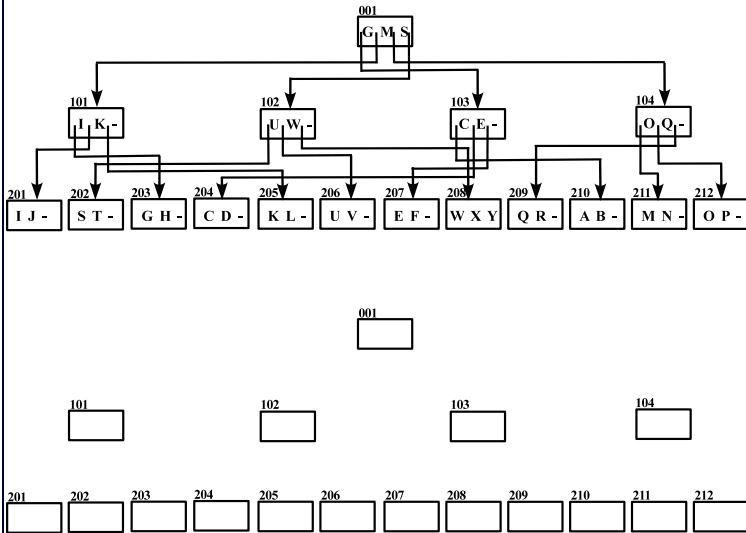 001
G M S
101 102 103 104
I K - U W - C E - O Q -
201 202 203 204 205 206 207 208 209 210 211 212
I J - S T - G H - C D - K L - U V - E F - W X Y Q R - A B - M N - O P -
001
101 102 103 104
201 202 203 204 205 206 207 208 209 210 211 212